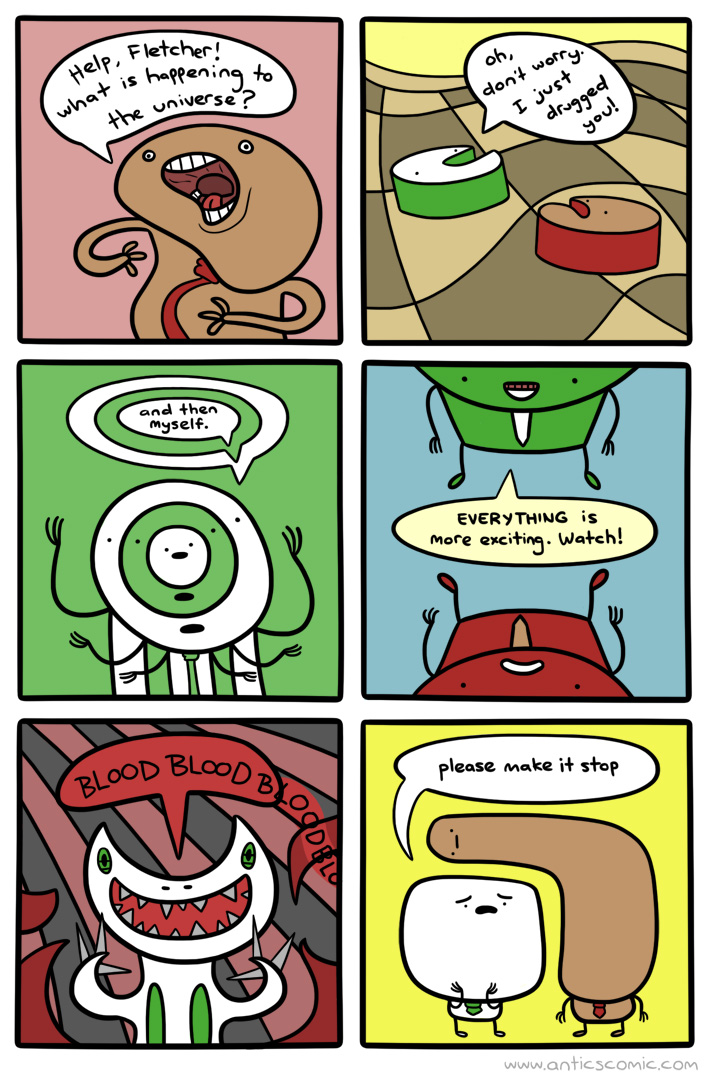 Help, Fletcher!
what is happening to
the universe?
oh,
don't worry.
I just
drugged
you!
and then
myself.
EVERYTHING is
more exciting. Watch!
BLOOD BLOOD BLOODBLO
please make it stop
www.anticscomic.com